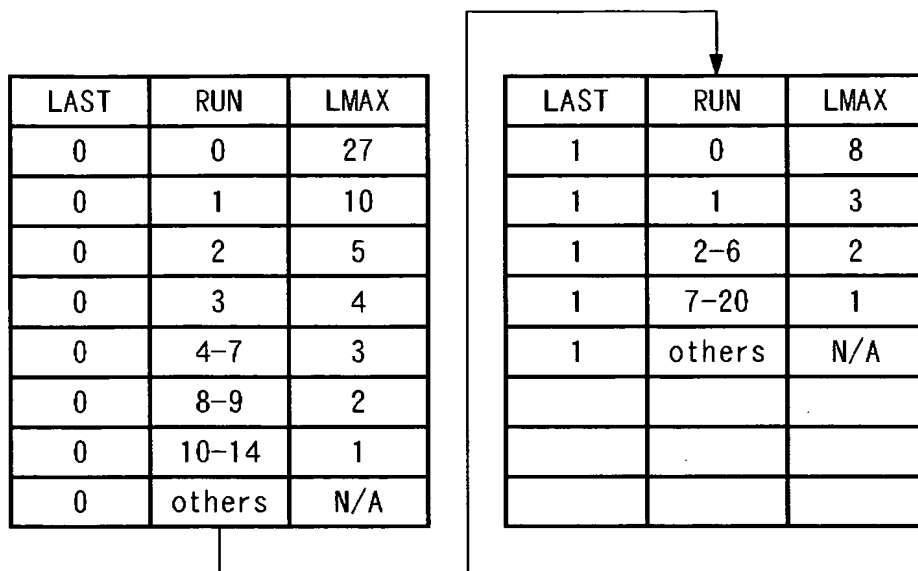 LAST RUN LMAX
0 0 27
0 1 10
0 2 5
0 3 4
0 4-7 3
0 8-9 2
0 10-14 1
0 others N/A
LAST RUN LMAX
1 0 8
1 1 3
1 2-6 2
1 7-20 1
1 others N/A